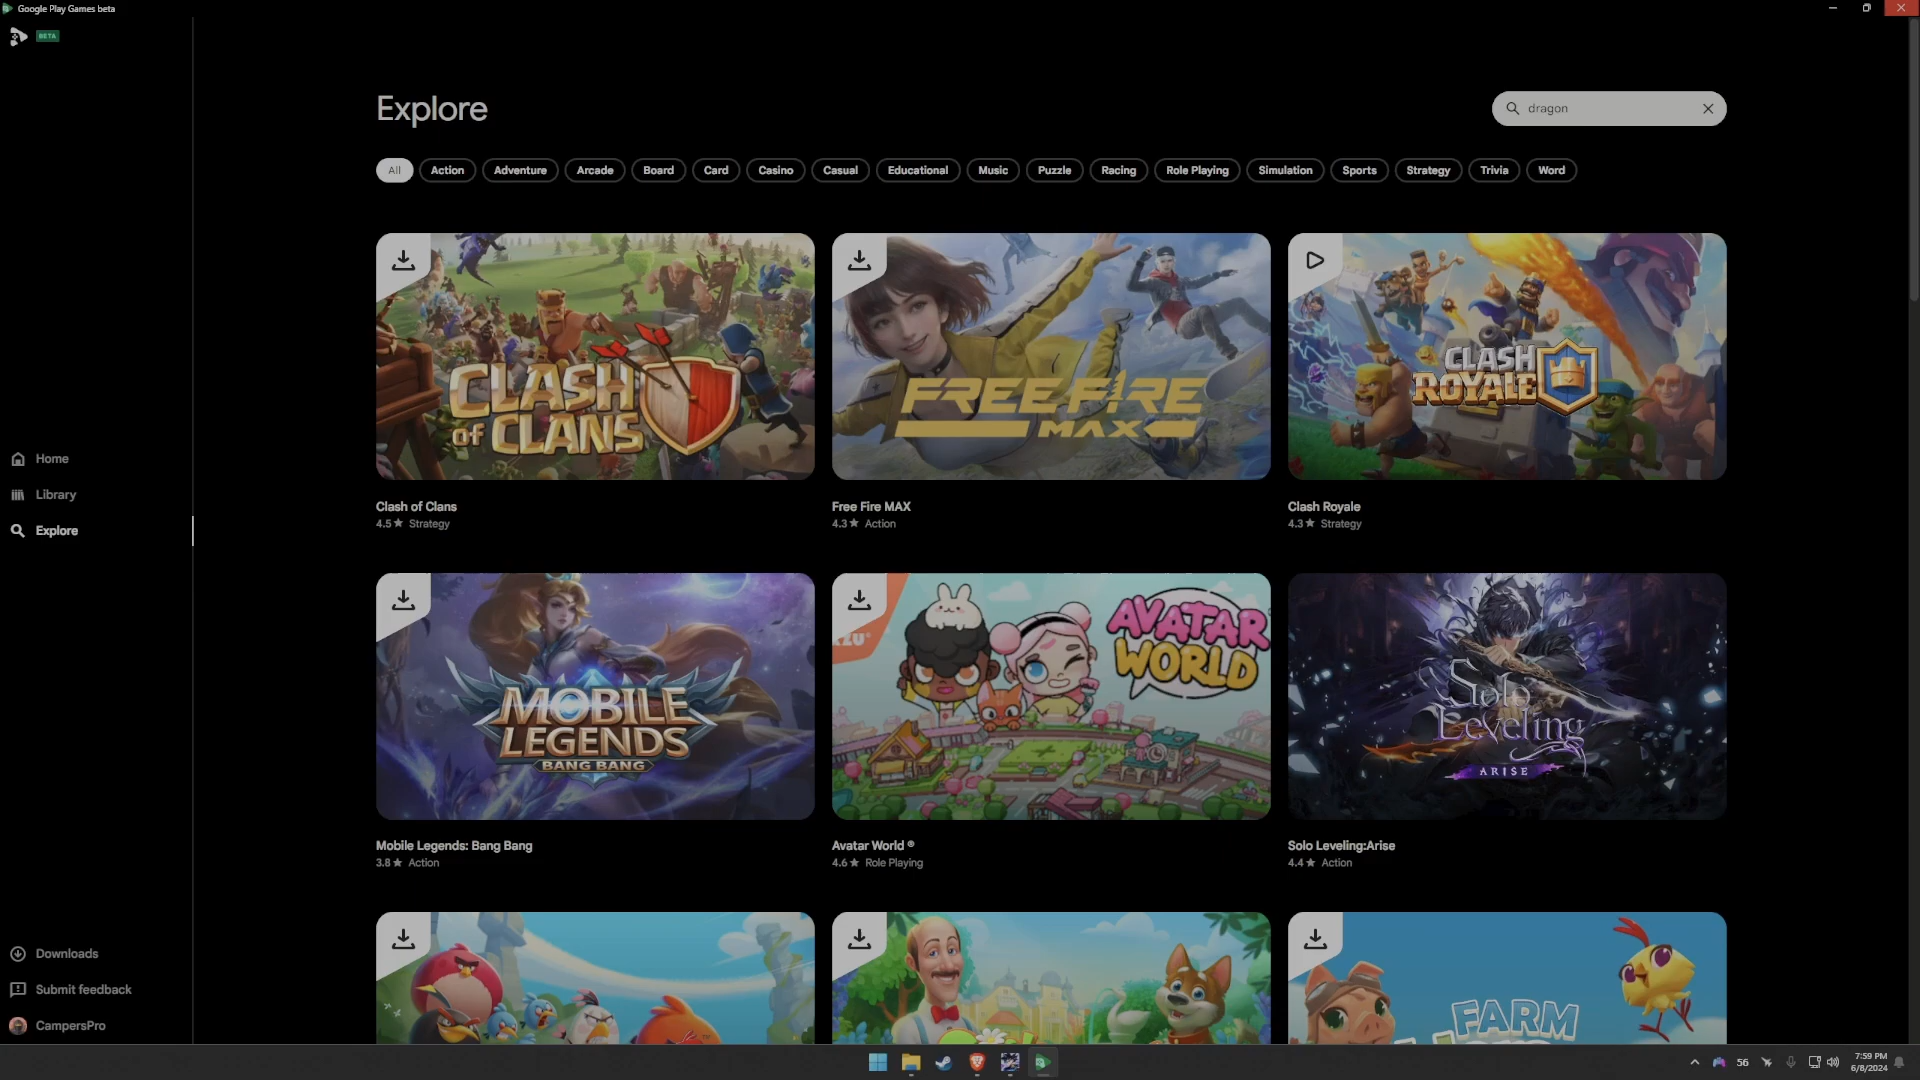 Google Play Games beta
BETA
Explore
dragon
All Action Adventure Arcade Board Card Casino Casual Educational Music Puzzle Racing Role Playing Simulation Sports Strategy Trivia Word
CLASH
of CLANS
FREE FIRE
MAX
CLASH
ROYALE
Clash of Clans
4.5★ Strategy
Free Fire MAX
4.3★ Action
Clash Royale
4.3★ Strategy
Home
Library
Explore
MOBILE
LEGENDS
BANG BANG
AVATAR
WORLD
Solo
Leveling
ARISE
Mobile Legends: Bang Bang
3.8★ Action
Avatar World ®
4.6★ Role Playing
Solo Leveling:Arise
4.4★ Action
FARM
Downloads
Submit feedback
CampersPro
56
7:59 PM
6/8/2024